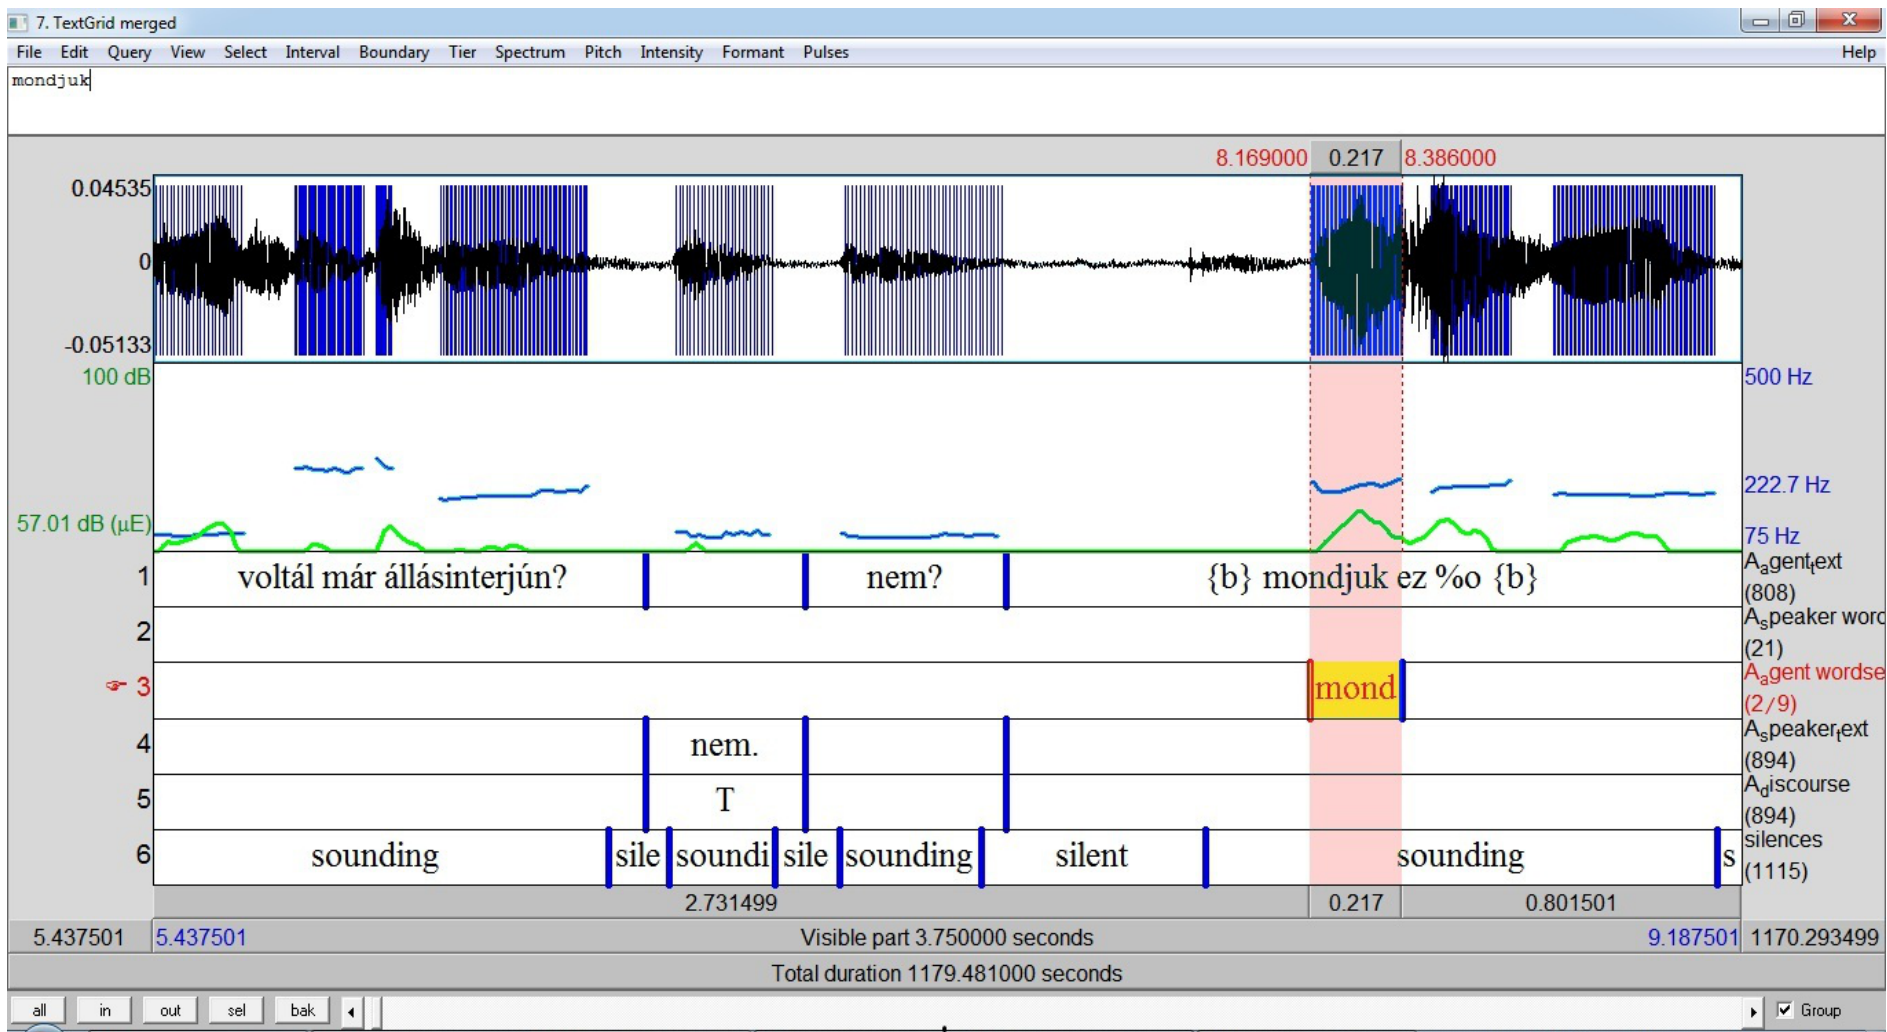 7. TextGrid merged
File Edit Query View Select Interval Boundary Tier Spectrum Pitch Intensity Formant Pulses Help
mondjuk
8.169000 0.217 8.386000
0.04535
0
-0.05133
100 dB 500 Hz
222.7 Hz
57.01 dB (µE)
75 Hz
1 voltál már állásinterjún? nem? {b} mondjuk ez %o {b} Aagenttext
(808)
2 Aspeaker word
(21)
☞ 3 mond Aagent wordse
(2/9)
4 nem. Aspeakertext
(894)
5 T Adiscourse
(894)
6 sounding sile soundi sile sounding silent sounding s silences
(1115)
2.731499 0.217 0.801501
5.437501 5.437501 Visible part 3.750000 seconds 9.187501 1170.293499
Total duration 1179.481000 seconds
all in out sel bak Group